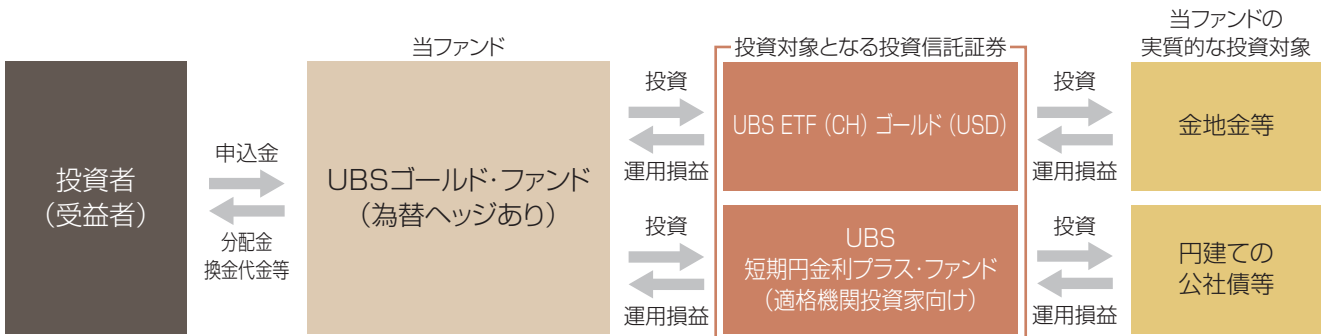 投資者
（受益者）
申込金
分配金
換金代金等
当ファンド
UBSゴールド・ファンド
（為替ヘッジあり）
投資
運用損益
投資
運用損益
投資対象となる投資信託証券
UBS ETF（CH）ゴールド（USD）
UBS
短期円金利プラス・ファンド
（適格機関投資家向け）
投資
運用損益
投資
運用損益
当ファンドの
実質的な投資対象
金地金等
円建ての
公社債等